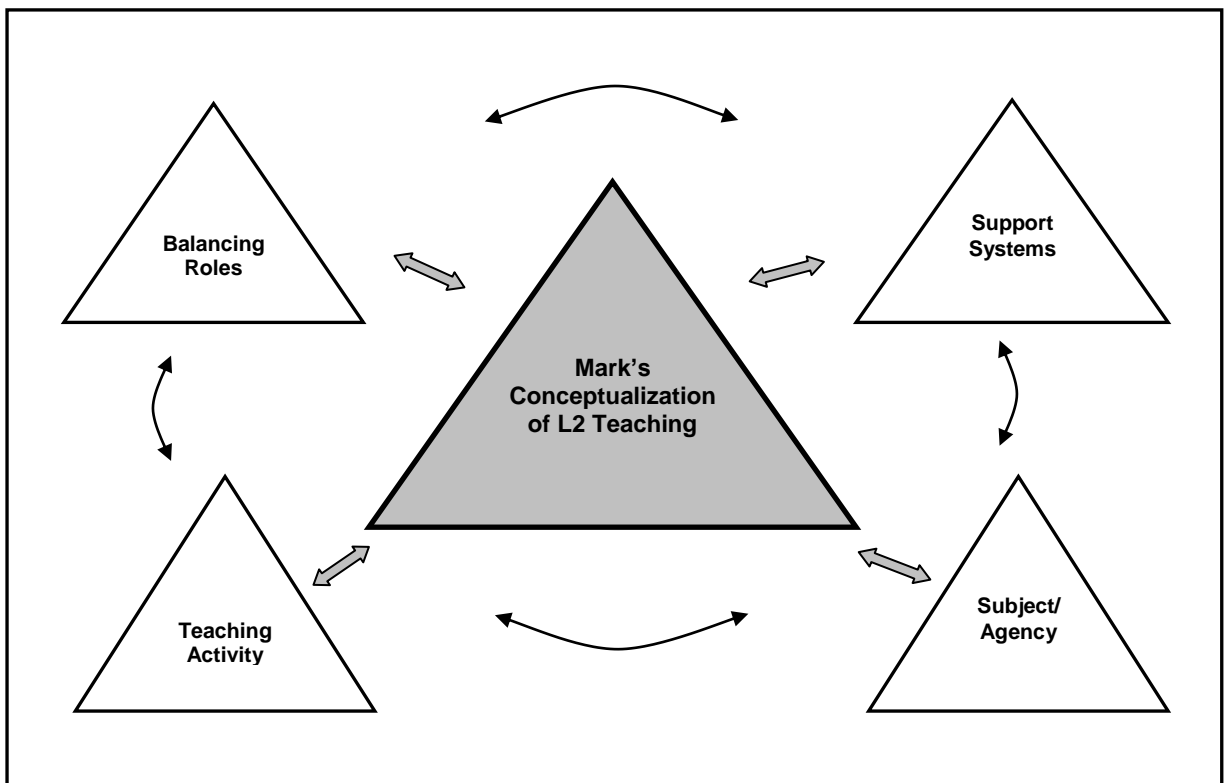 Balancing
Roles
Support
Systems
Mark’s
Conceptualization
of L2 Teaching
Teaching
Activity
Subject/
Agency